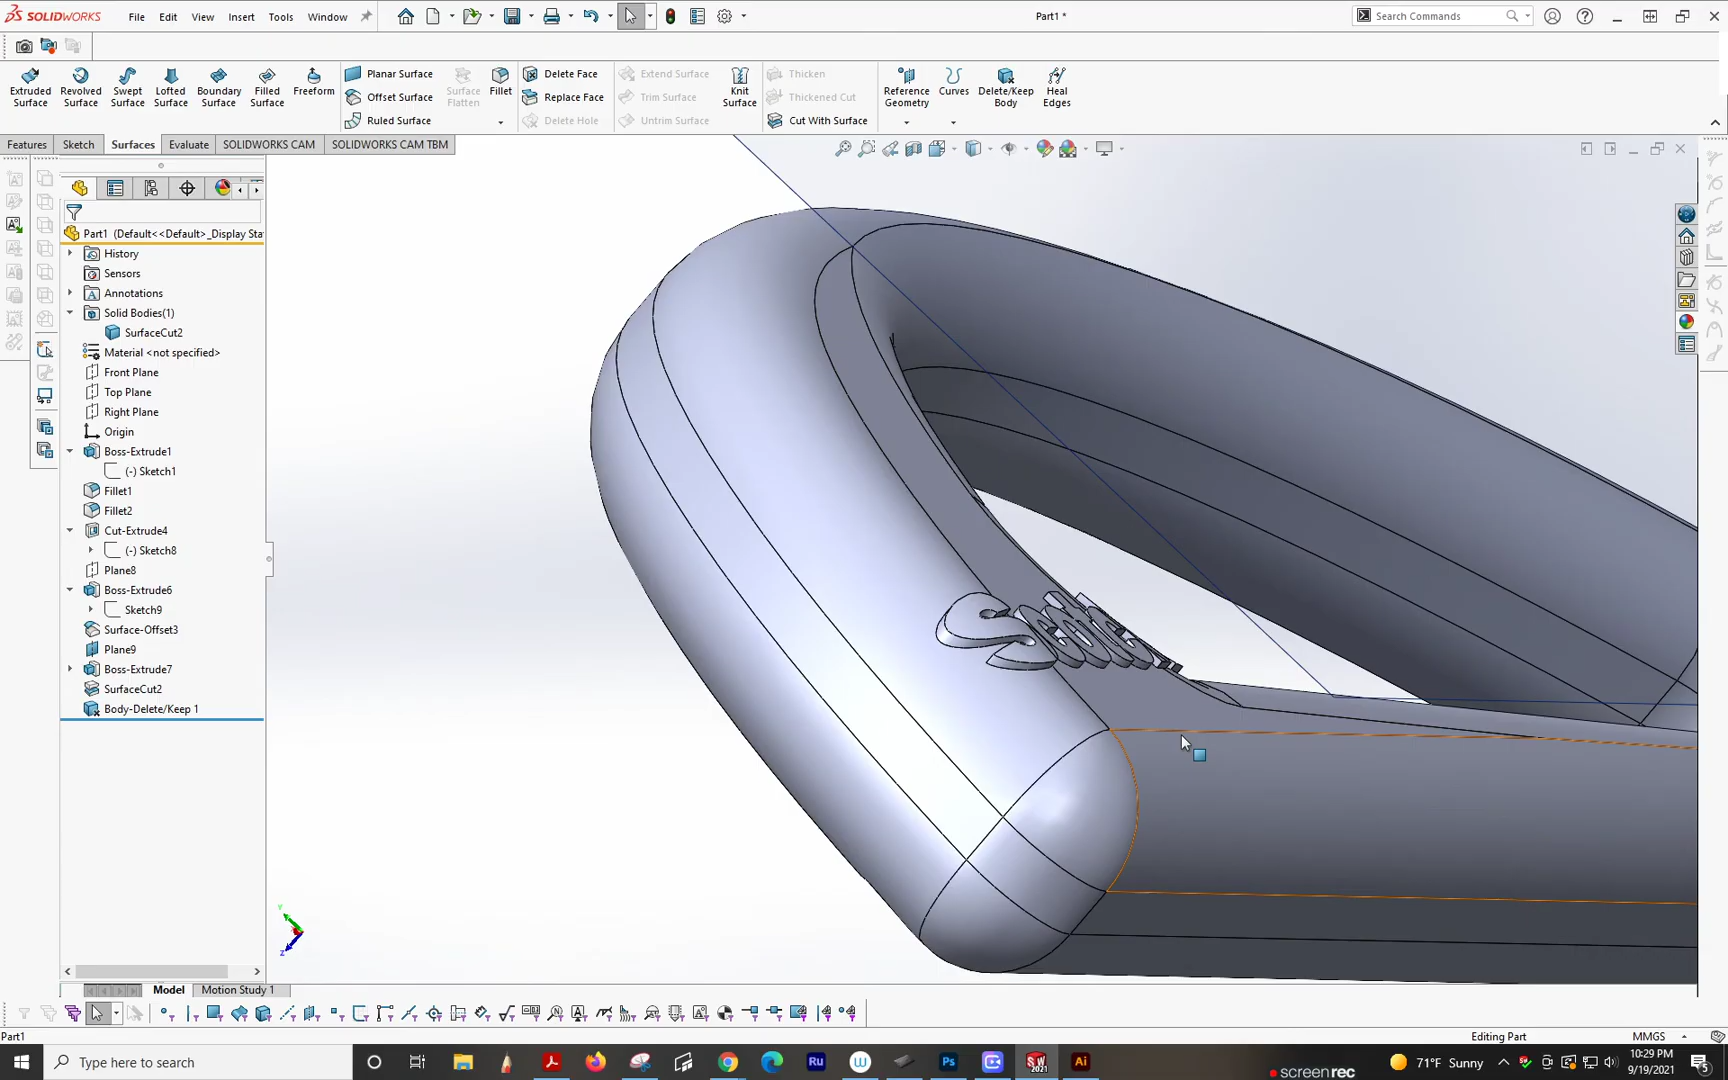 SOLIDWORKS File Edit View Insert Tools Window Part1 * Search Commands
Extruded Surface
Revolved Surface
Swept Surface
Lofted Surface
Boundary Surface
Filled Surface
Freeform
Planar Surface
Offset Surface
Ruled Surface
Surface Flatten
Fillet
Delete Face
Replace Face
Delete Hole
Extend Surface
Trim Surface
Untrim Surface
Knit Surface
Thicken
Thickened Cut
Cut With Surface
Reference Geometry
Curves
Delete/Keep Body
Heal Edges
Features Sketch Surfaces Evaluate SOLIDWORKS CAM SOLIDWORKS CAM TBM
Part1 (Default<<Default>_Display Sta
History
Sensors
Annotations
Solid Bodies(1)
SurfaceCut2
Material <not specified>
Front Plane
Top Plane
Right Plane
Origin
Boss-Extrude1
(-) Sketch1
Fillet1
Fillet2
Cut-Extrude4
(-) Sketch8
Plane8
Boss-Extrude6
Sketch9
Surface-Offset3
Plane9
Boss-Extrude7
SurfaceCut2
Body-Delete/Keep 1
Y
Z
Model Motion Study 1
Part1 Editing Part MMGS
Type here to search
Ru
W
Ps
SW
2021
Ai
71°F Sunny
10:29 PM
9/19/2021
5
screenrec